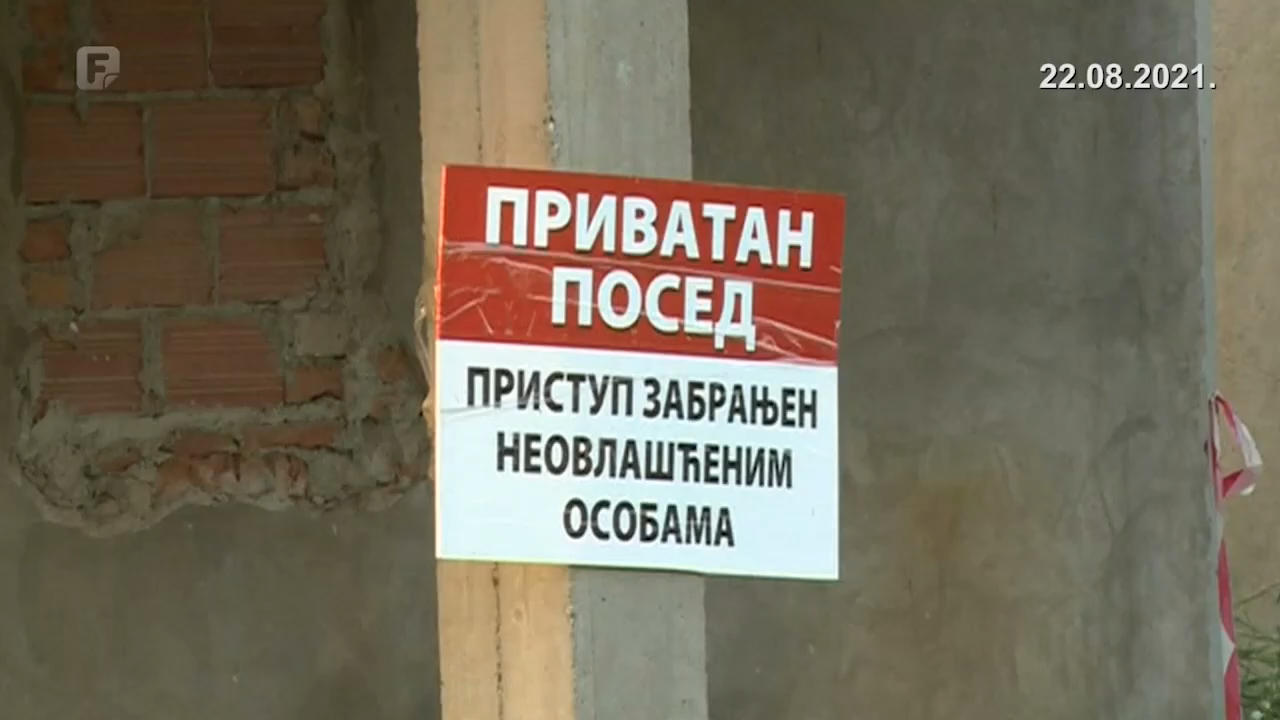 F
22.08.2021.
ПРИВАТАН
ПОСЕД
ПРИСТУП ЗАБРАЊЕН
НЕОВЛАШЋЕНИМ
ОСОБАМА